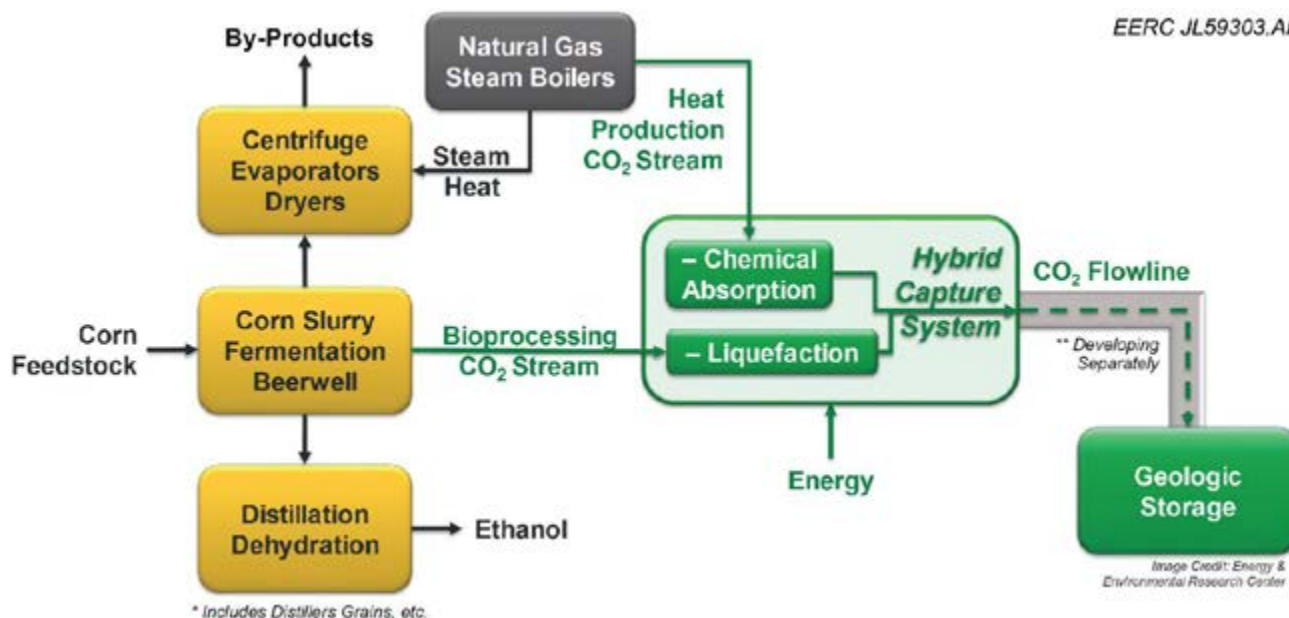 EERC JL59303.AI
By-Products
Natural Gas
Steam Boilers
Centrifuge
Evaporators
Dryers
Steam
Heat
Heat
Production
CO₂ Stream
– Chemical
Absorption
Hybrid
Capture
System
CO₂ Flowline
Corn
Feedstock
Corn Slurry
Fermentation
Beerwell
Bioprocessing
CO₂ Stream
– Liquefaction
** Developing
Separately
Energy
Geologic
Storage
Distillation
Dehydration
Ethanol
Image Credit: Energy &
Environmental Research Center
* Includes Distillers Grains, etc.